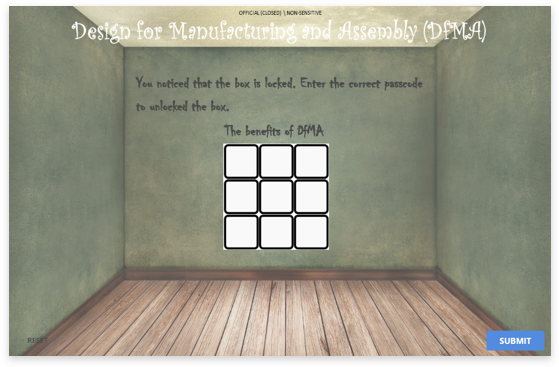 OFFICIAL (CLOSED) \ NON-SENSITIVE
Design for Manufacturing and Assembly (DfMA)
You noticed that the box is locked. Enter the correct passcode
to unlocked the box.
The benefits of DfMA
RESET
SUBMIT